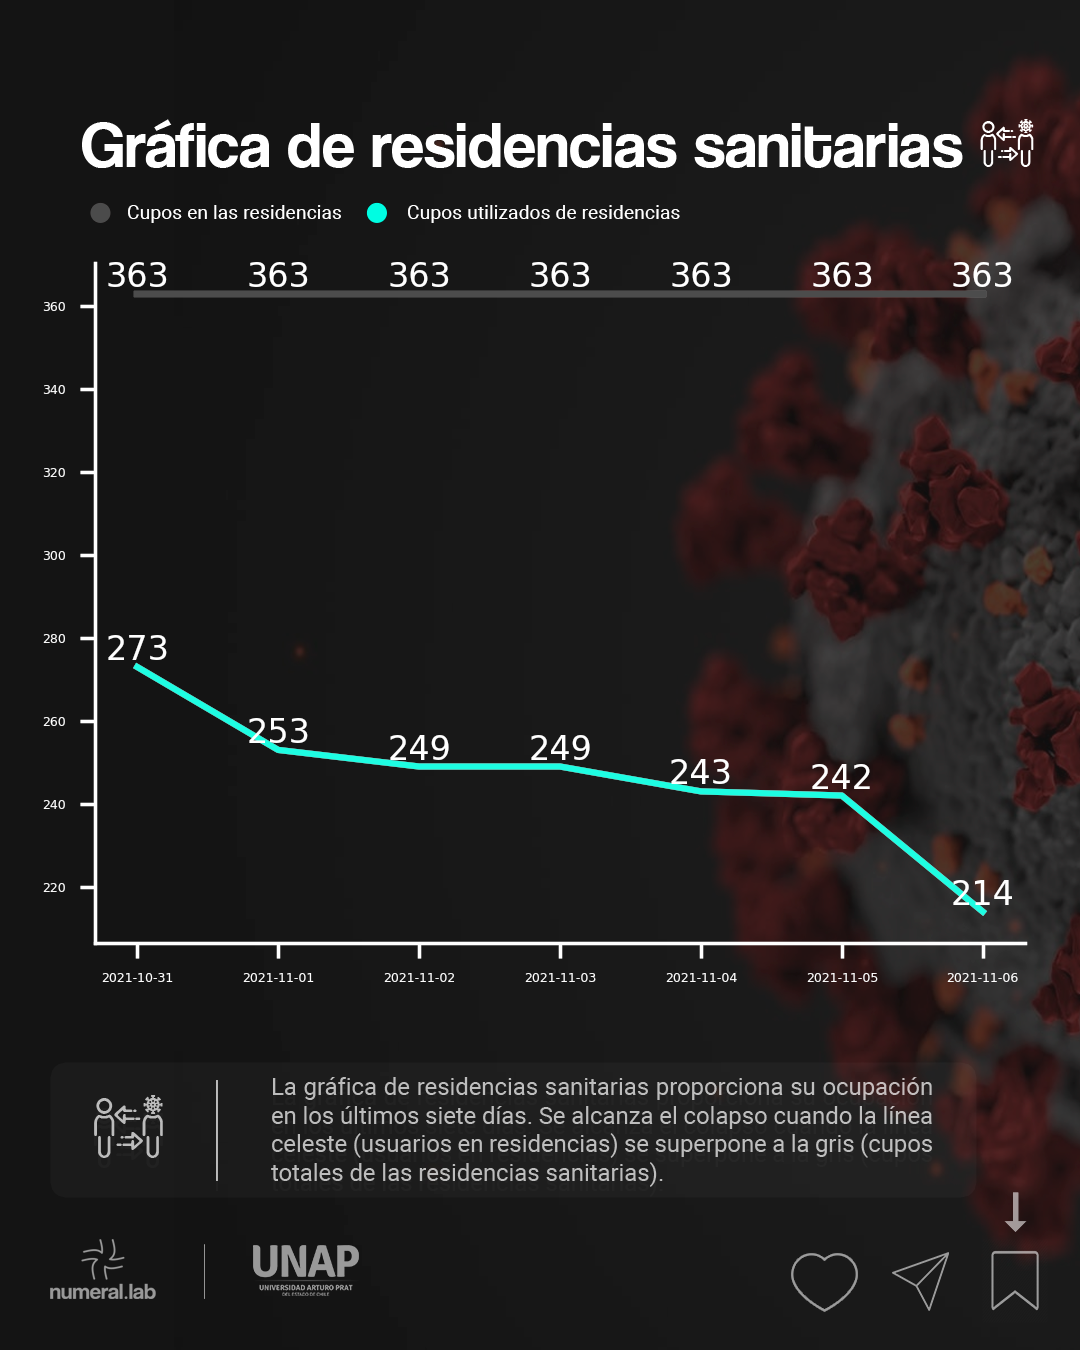 Gráfica de residencias sanitarias
Cupos en las residencias
Cupos utilizados de residencias
363 363 363 363 363 363 363
360
340
320
300
280
260
240
220
273 253 249 249 243 242 214
2021-10-31 2021-11-01 2021-11-02 2021-11-03 2021-11-04 2021-11-05 2021-11-06
La gráfica de residencias sanitarias proporciona su ocupación
en los últimos siete días. Se alcanza el colapso cuando la línea
celeste (usuarios en residencias) se superpone a la gris (cupos
totales de las residencias sanitarias).
numeral.lab
UNAP
UNIVERSIDAD ARTURO PRAT
DEL ESTADO DE CHILE